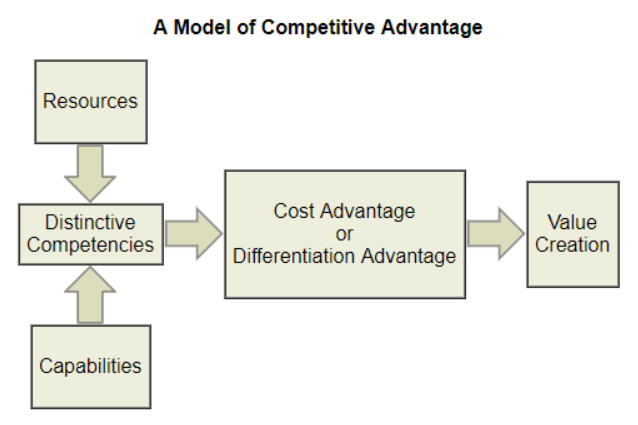 A Model of Competitive Advantage
Resources
Distinctive
Competencies
Capabilities
Cost Advantage
or
Differentiation Advantage
Value
Creation